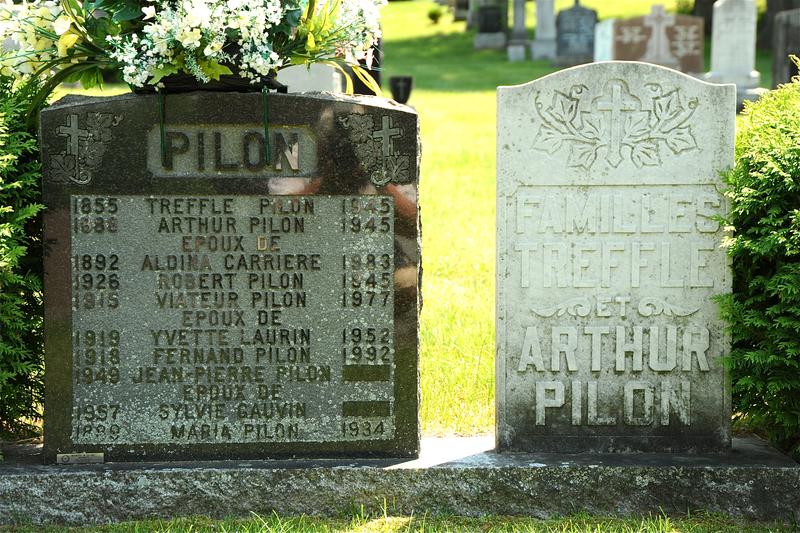 PILON
1855 TREFFLE PILON 1945
1888 ARTHUR PILON 1945
EPOUX DE
1892 ALDINA CARRIERE 1983
1926 ROBERT PILON 1945
1915 VIATEUR PILON 1977
EPOUX DE
1919 YVETTE LAURIN 1952
1918 FERNAND PILON 1992
1949 JEAN-PIERRE PILON
EPOUX DE
1957 SYLVIE GAUVIN
1889 MARIA PILON 1934
FAMILLES
TREFFLE
ET
ARTHUR
PILON